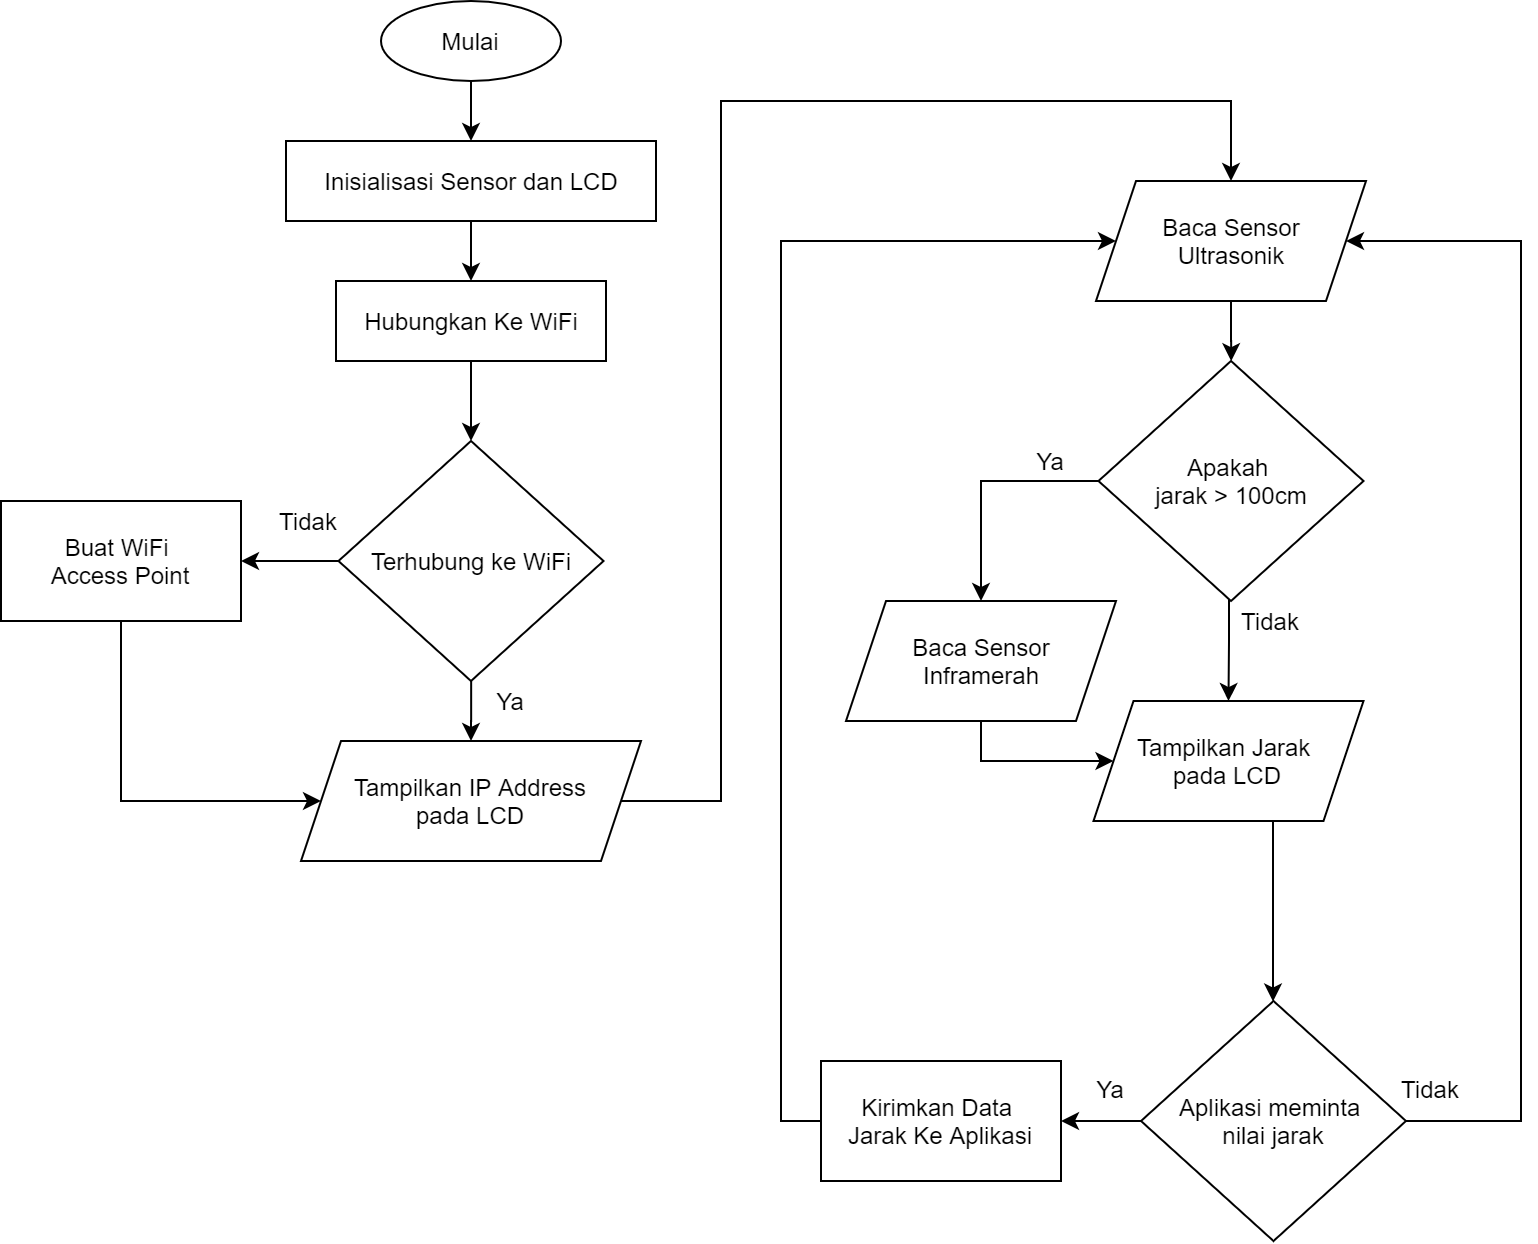 Mulai
Inisialisasi Sensor dan LCD
Hubungkan Ke WiFi
Terhubung ke WiFi
Tidak
Buat WiFi
Access Point
Ya
Tampilkan IP Address
pada LCD
Baca Sensor
Ultrasonik
Apakah
jarak > 100cm
Ya
Baca Sensor
Inframerah
Tidak
Tampilkan Jarak
pada LCD
Aplikasi meminta
nilai jarak
Ya
Kirimkan Data
Jarak Ke Aplikasi
Tidak